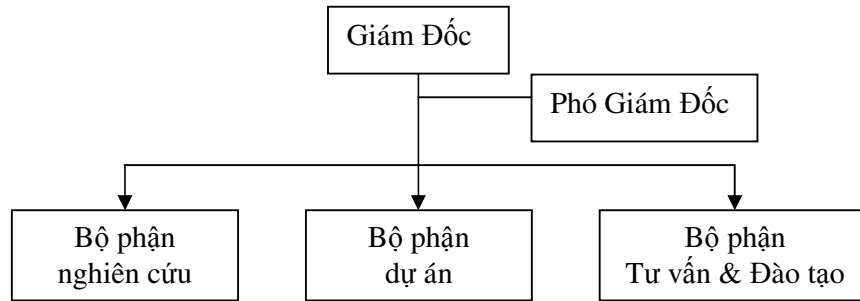 Giám Đốc
Phó Giám Đốc
Bộ phận
nghiên cứu
Bộ phận
dự án
Bộ phận
Tư vấn & Đào tạo